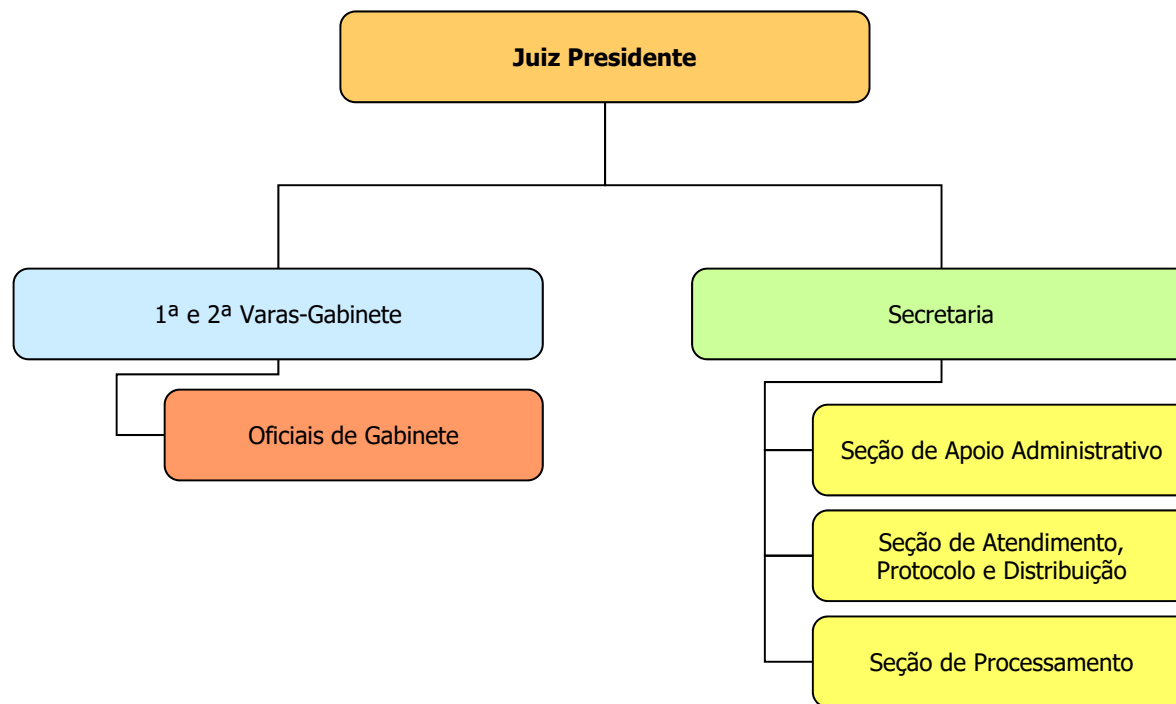 Juiz Presidente
1ª e 2ª Varas-Gabinete
Oficiais de Gabinete
Secretaria
Seção de Apoio Administrativo
Seção de Atendimento,
Protocolo e Distribuição
Seção de Processamento